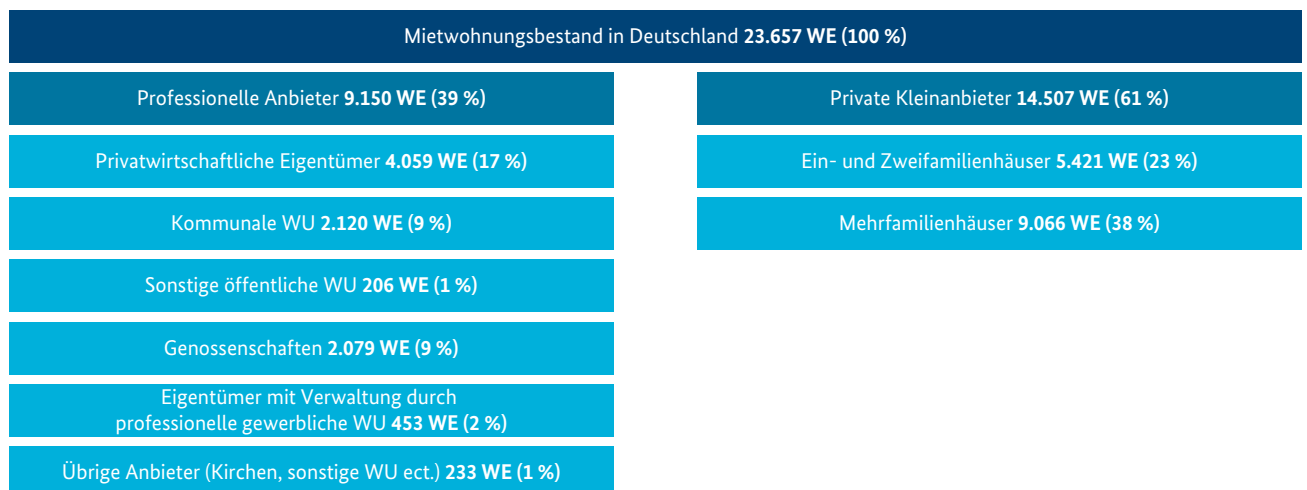 Mietwohnungsbestand in Deutschland 23.657 WE (100 %)
Professionelle Anbieter 9.150 WE (39 %)
Privatwirtschaftliche Eigentümer 4.059 WE (17 %)
Kommunale WU 2.120 WE (9 %)
Sonstige öffentliche WU 206 WE (1 %)
Genossenschaften 2.079 WE (9 %)
Eigentümer mit Verwaltung durch
professionelle gewerbliche WU 453 WE (2 %)
Übrige Anbieter (Kirchen, sonstige WU ect.) 233 WE (1 %)
Private Kleinanbieter 14.507 WE (61 %)
Ein- und Zweifamilienhäuser 5.421 WE (23 %)
Mehrfamilienhäuser 9.066 WE (38 %)